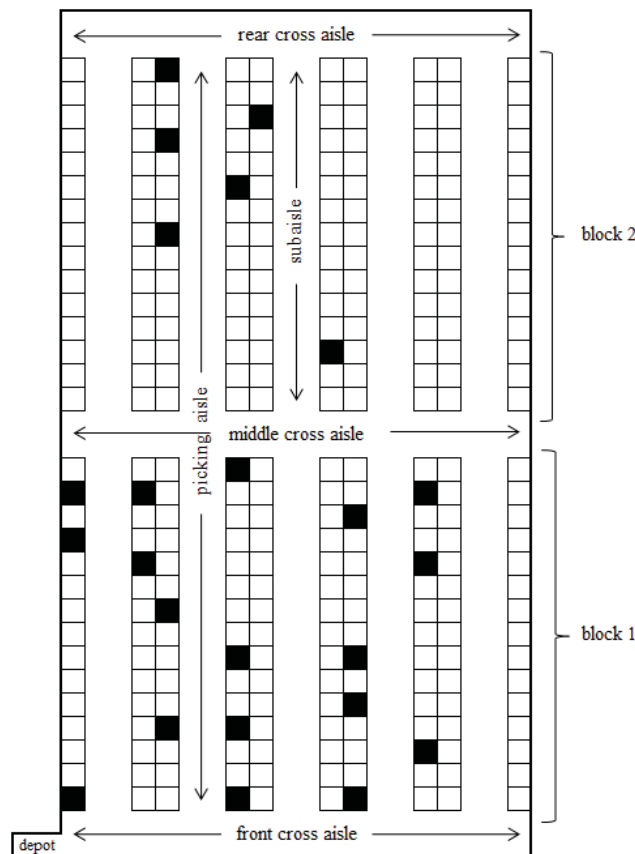 rear cross aisle
subaisle
block 2
picking aisle
middle cross aisle
block 1
front cross aisle
depot